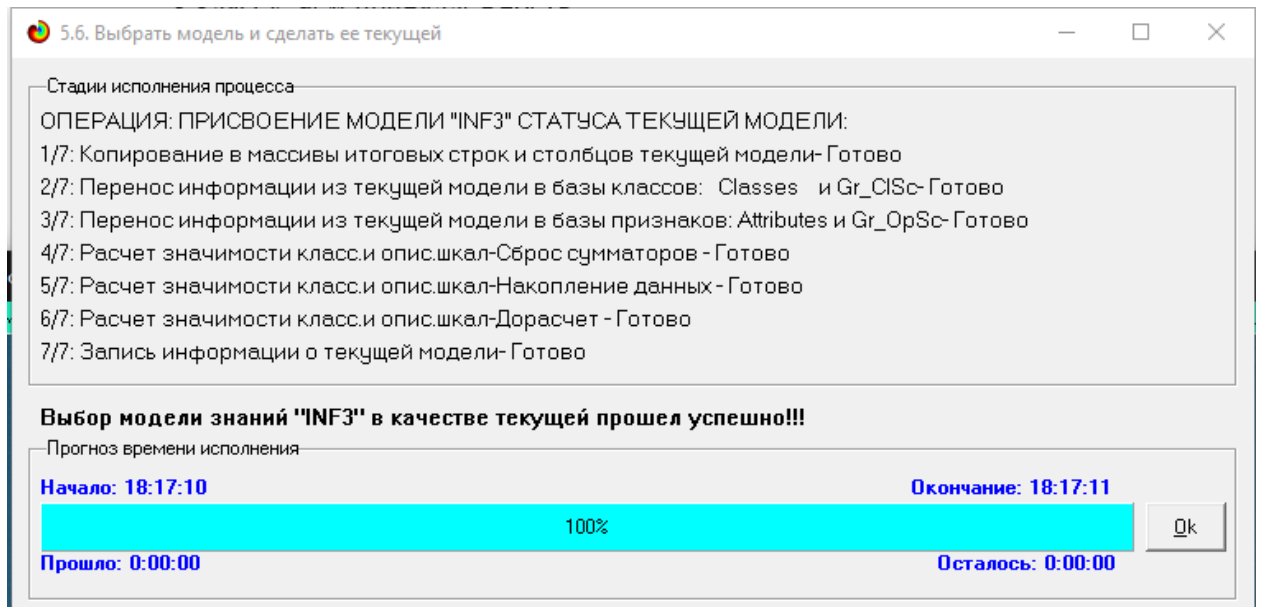 5.6. Выбрать модель и сделать ее текущей
Стадии исполнения процесса
ОПЕРАЦИЯ: ПРИСВОЕНИЕ МОДЕЛИ "INF3" СТАТУСА ТЕКУЩЕЙ МОДЕЛИ:
1/7: Копирование в массивы итоговых строк и столбцов текущей модели- Готово
2/7: Перенос информации из текущей модели в базы классов: Classes и Gr_ClSc- Готово
3/7: Перенос информации из текущей модели в базы признаков: Attributes и Gr_OpSc- Готово
4/7: Расчет значимости класс.и опис.шкал-Сброс сумматоров - Готово
5/7: Расчет значимости класс.и опис.шкал-Накопление данных - Готово
6/7: Расчет значимости класс.и опис.шкал-Дорасчет - Готово
7/7: Запись информации о текущей модели- Готово
Выбор модели знаний "INF3" в качестве текущей прошел успешно!!!
Прогноз времени исполнения
Начало: 18:17:10 Окончание: 18:17:11
100% Ok
Прошло: 0:00:00 Осталось: 0:00:00